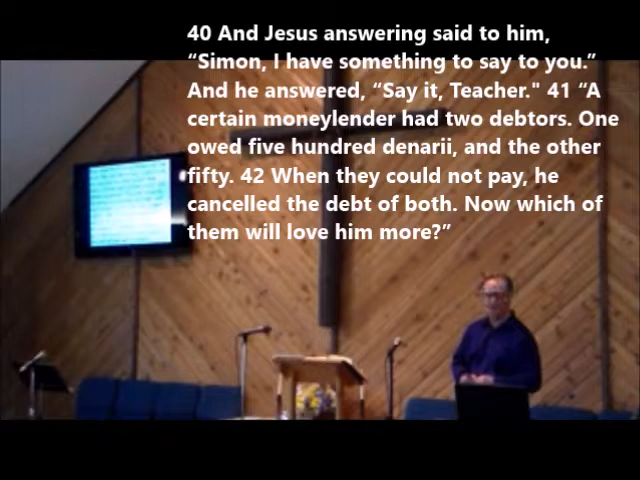 40 And Jesus answering said to him,
“Simon, I have something to say to you.”
And he answered, “Say it, Teacher." 41 “A
certain moneylender had two debtors. One
owed five hundred denarii, and the other
fifty. 42 When they could not pay, he
cancelled the debt of both. Now which of
them will love him more?”